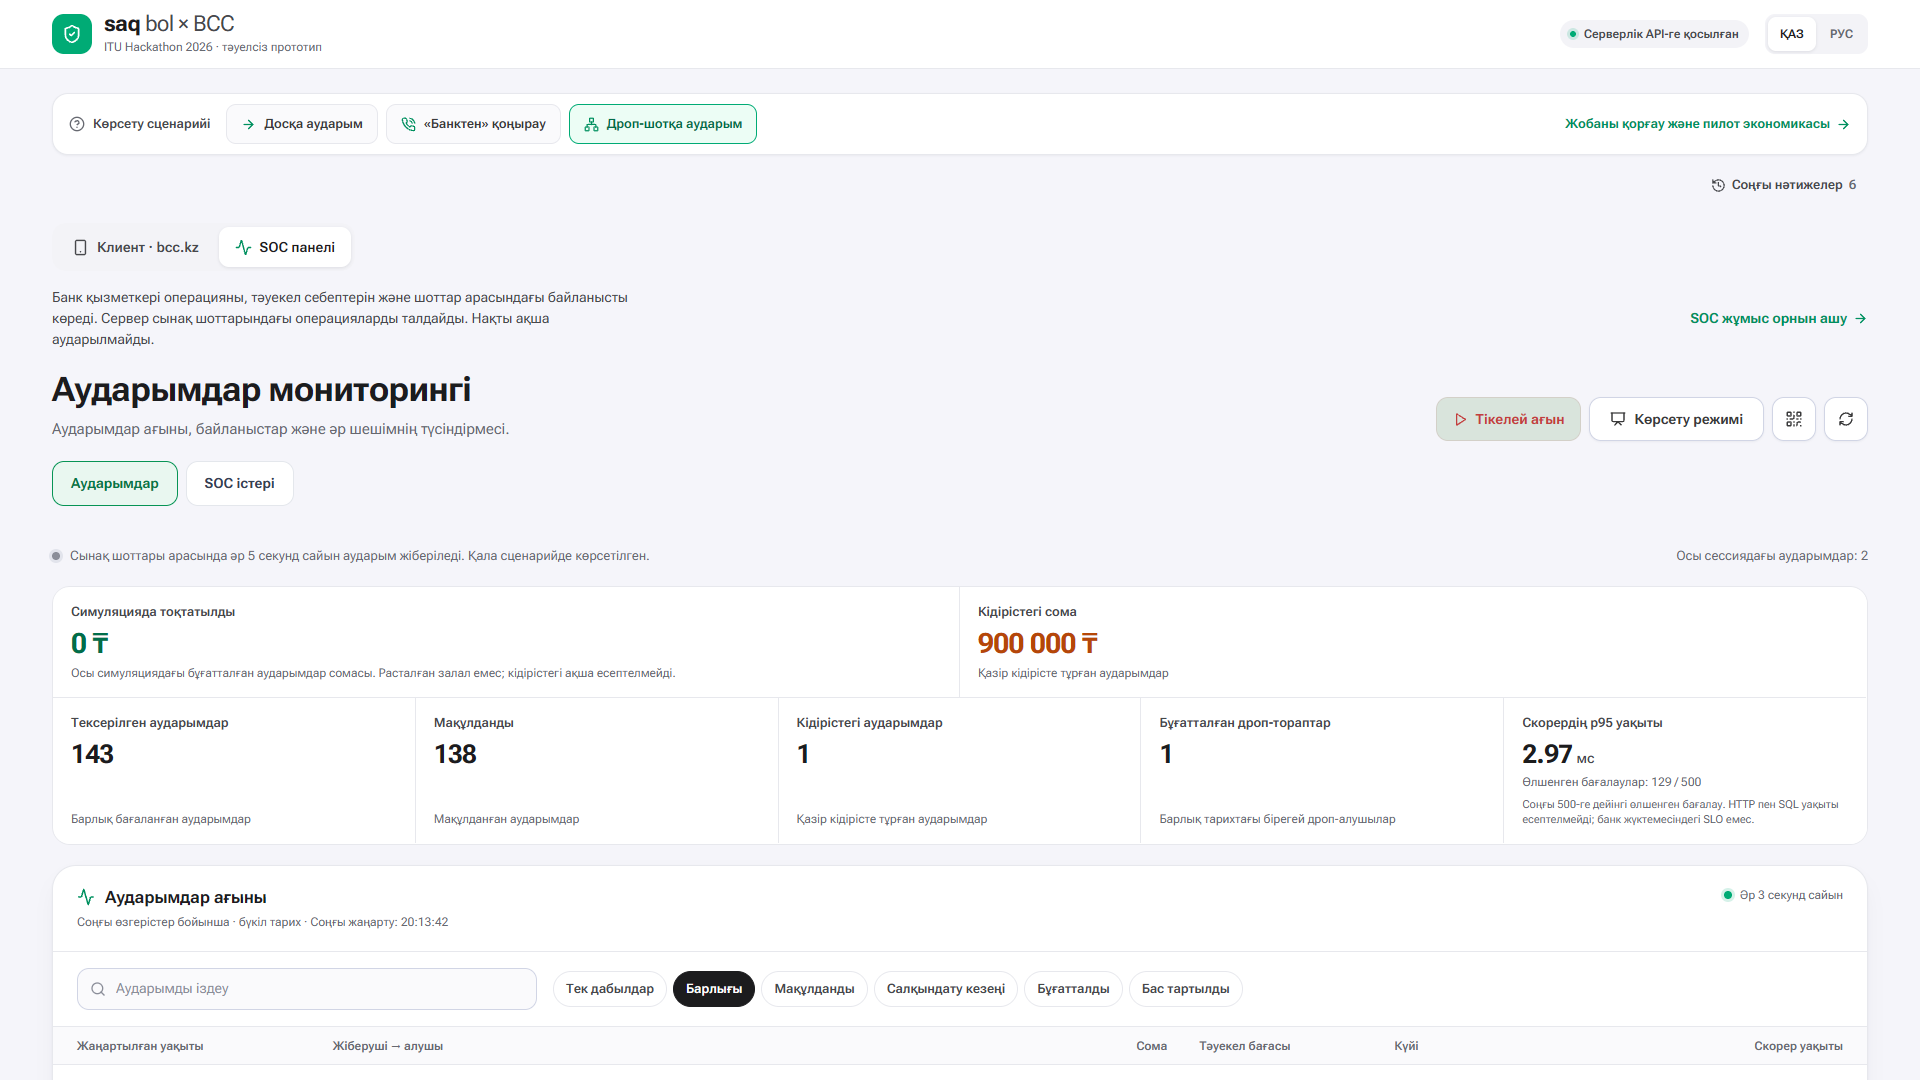 saq bol × BCC
ITU Hackathon 2026 · тәуелсіз прототип
Серверлік API-ге қосылған
ҚАЗ
РУС
Көрсету сценарийі
Досқа аударым
«Банктен» қоңырау
Дроп-шотқа аударым
Жобаны қорғау және пилот экономикасы →
Соңғы нәтижелер 6
Клиент · bcc.kz
SOC панелі
Банк қызметкері операцияны, тәуекел себептерін және шоттар арасындағы байланысты
көреді. Сервер сынақ шоттарындағы операцияларды талдайды. Нақты ақша
аударылмайды.
SOC жұмыс орнын ашу →
Аударымдар мониторингі
Аударымдар ағыны, байланыстар және әр шешімнің түсіндірмесі.
Тікелей ағын
Көрсету режимі
Аударымдар
SOC істері
Сынақ шоттары арасында әр 5 секунд сайын аударым жіберіледі. Қала сценарийде көрсетілген.
Осы сессиядағы аударымдар: 2
Симуляцияда тоқтатылды
0 ₸
Осы симуляциядағы бұғатталған аударымдар сомасы. Расталған залал емес; кідірістегі ақша есептелмейді.
Кідірістегі сома
900 000 ₸
Қазір кідірісте тұрған аударымдар
Тексерілген аударымдар
143
Барлық бағаланған аударымдар
Мақұлданды
138
Мақұлданған аударымдар
Кідірістегі аударымдар
1
Қазір кідірісте тұрған аударымдар
Бұғатталған дроп-тораптар
1
Барлық тарихтағы бірегей дроп-алушылар
Скорердің p95 уақыты
2.97 мс
Өлшенген бағалаулар: 129 / 500
Соңғы 500-ге дейінгі өлшенген бағалау. HTTP пен SQL уақыты
есептелмейді; банк жүктемесіндегі SLO емес.
Аударымдар ағыны
Соңғы өзгерістер бойынша · бүкіл тарих · Соңғы жаңарту: 20:13:42
Әр 3 секунд сайын
Аударымды іздеу
Тек дабылдар
Барлығы
Мақұлданды
Салқындату кезеңі
Бұғатталды
Бас тартылды
Жаңартылған уақыты
Жіберуші → алушы
Сома
Тәуекел бағасы
Күйі
Скорер уақыты